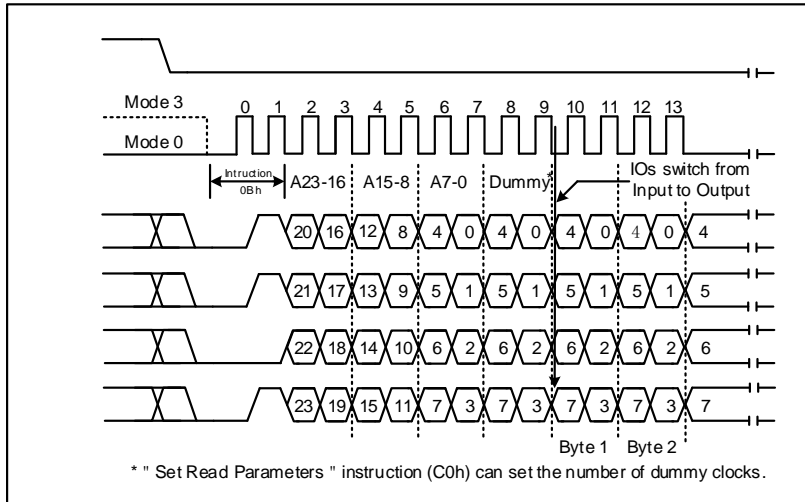 Mode 3
0 1 2 3 4 5 6 7 8 9 10 11 12 13
Mode 0
Intruction
0Bh
A23-16 A15-8 A7-0 Dummy*
IOs switch from
Input to Output
20 16 12 8 4 0 4 0 4 0 4 0 4
21 17 13 9 5 1 5 1 5 1 5 1 5
22 18 14 10 6 2 6 2 6 2 6 2 6
23 19 15 11 7 3 7 3 7 3 7 3 7
Byte 1 Byte 2
* " Set Read Parameters " instruction (C0h) can set the number of dummy clocks.